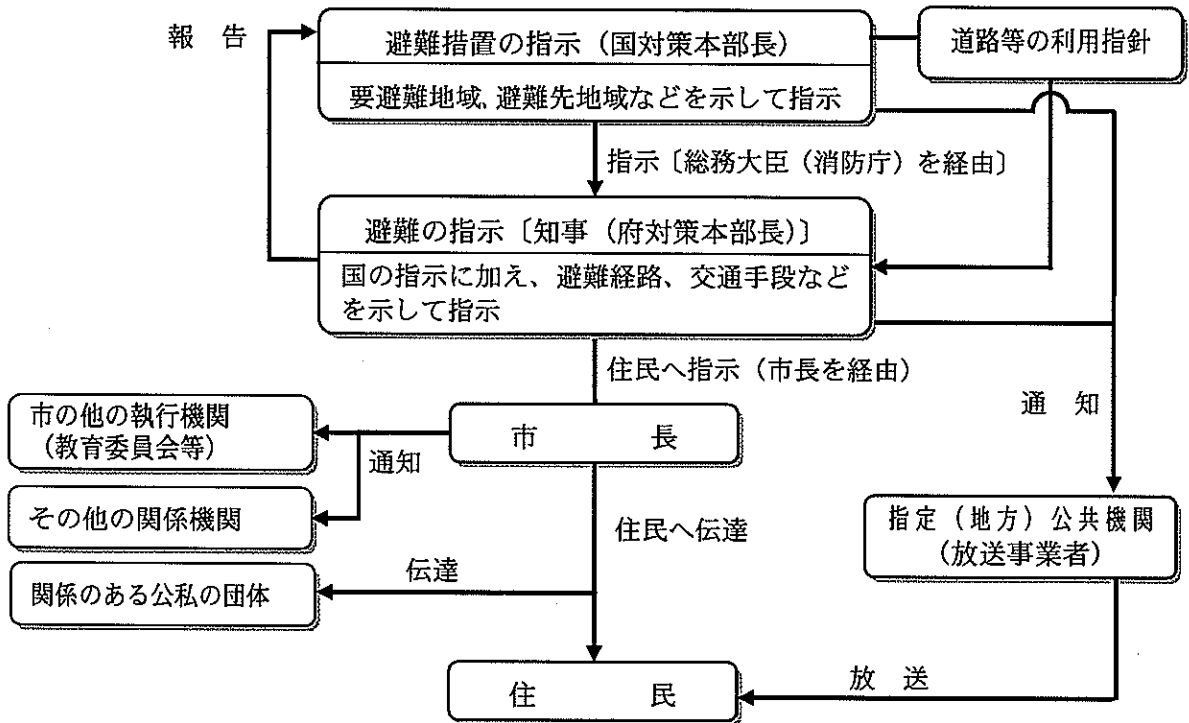 報　告
避難措置の指示（国対策本部長）
要避難地域、避難先地域などを示して指示
道路等の利用指針
指示〔総務大臣（消防庁）を経由〕
避難の指示〔知事（府対策本部長）〕
国の指示に加え、避難経路、交通手段など
を示して指示
住民へ指示（市長を経由）
通　知
市の他の執行機関
（教育委員会等）
市　　　長
通知
その他の関係機関
住民へ伝達
指定（地方）公共機関
（放送事業者）
伝達
関係のある公私の団体
住　　　民
放　送